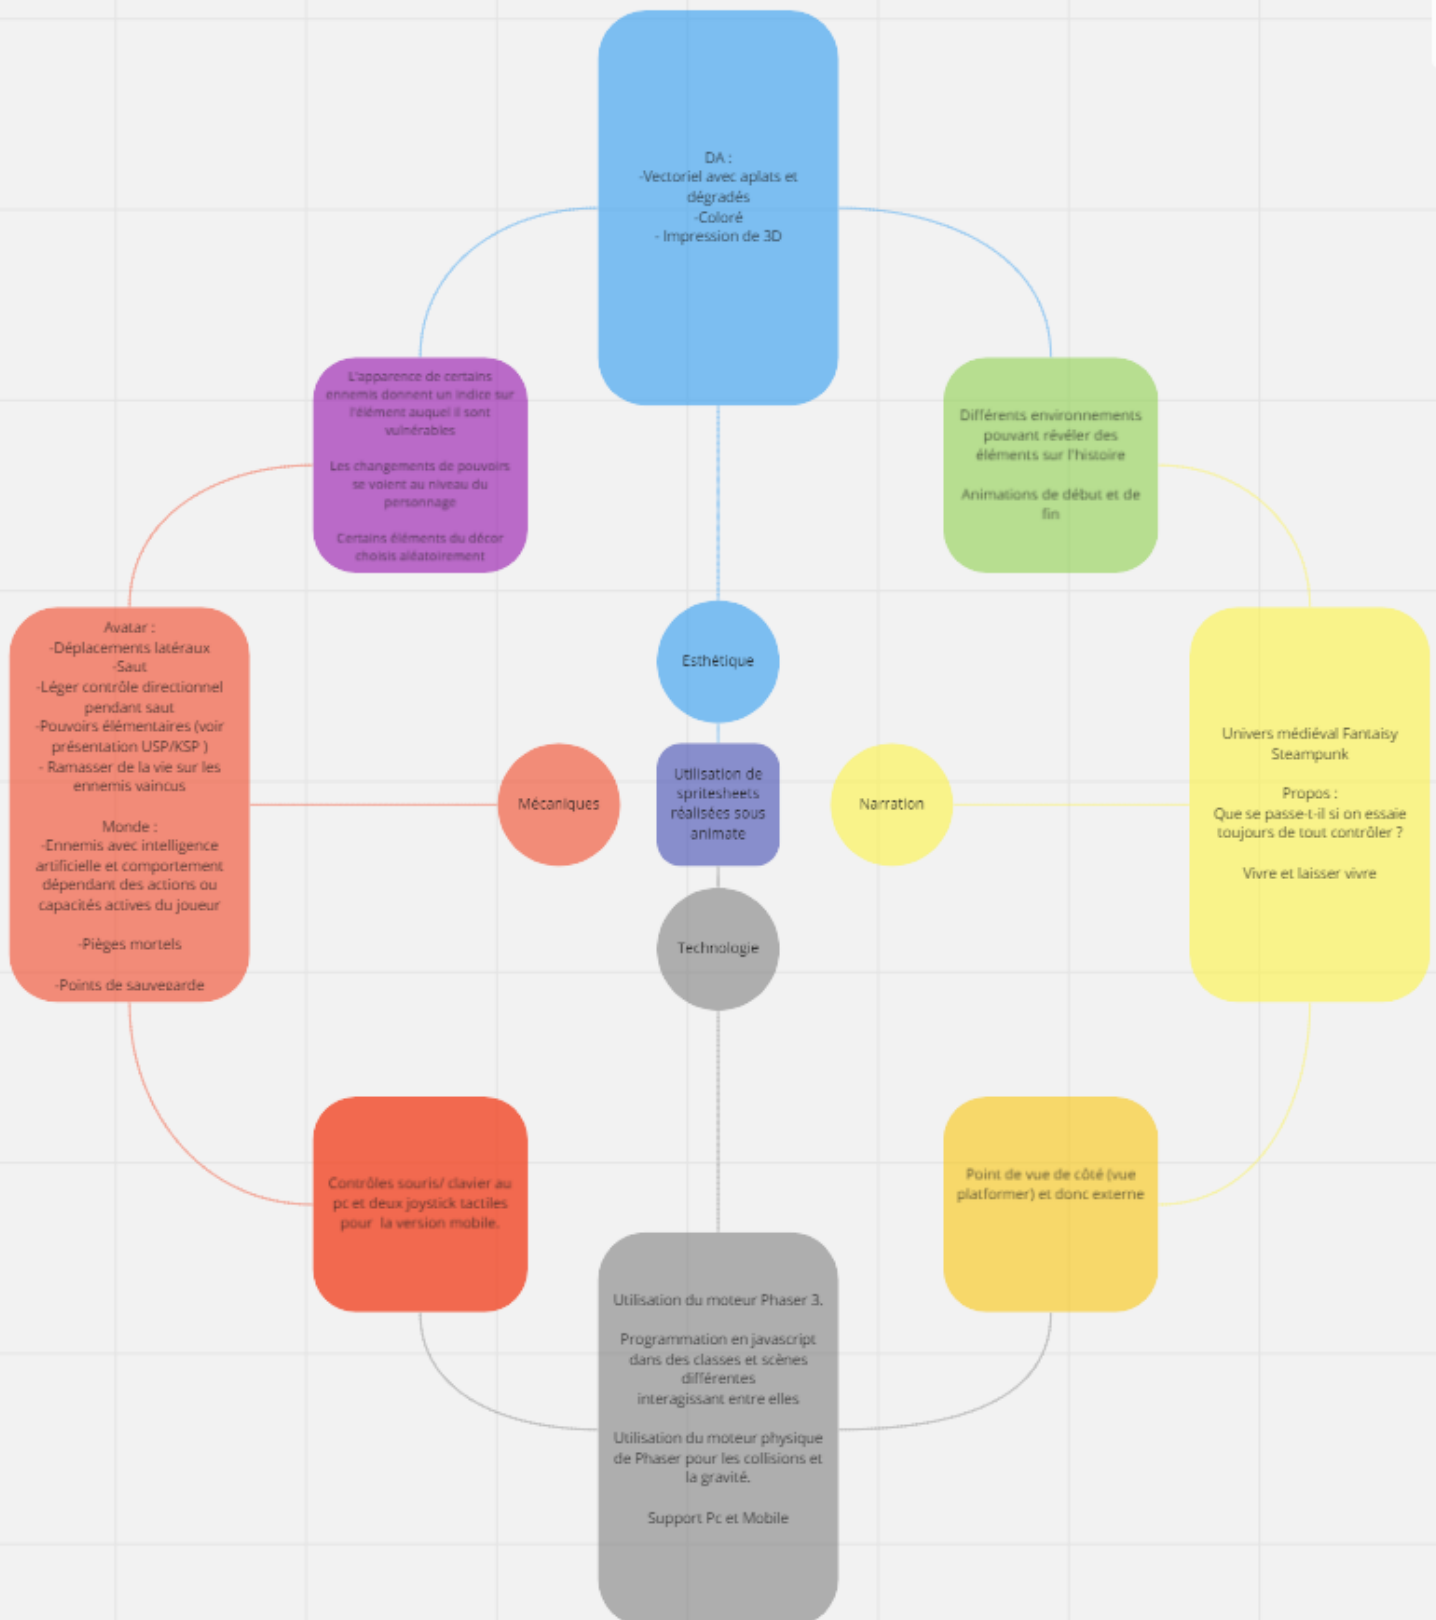 DA :
-Vectoriel avec aplats et
dégradés
-Coloré
- Impression de 3D
L'apparence de certains
ennemis donnent un indice sur
l'élément auquel il sont
vulnérables
Les changements de pouvoirs
se voient au niveau du
personnage
Certains éléments du décor
choisis aléatoirement
Différents environnements
pouvant révéler des
éléments sur l'histoire
Animations de début et de
fin
Avatar :
-Déplacements latéraux
-Saut
-Léger contrôle directionnel
pendant saut
-Pouvoirs élémentaires (voir
présentation USP/KSP )
- Ramasser de la vie sur les
ennemis vaincus
Monde :
-Ennemis avec intelligence
artificielle et comportement
dépendant des actions ou
capacités actives du joueur
-Pièges mortels
-Points de sauvegarde
Esthétique
Mécaniques
Utilisation de
spritesheets
réalisées sous
animate
Narration
Technologie
Univers médiéval Fantaisy
Steampunk
Propos :
Que se passe-t-il si on essaie
toujours de tout contrôler ?
Vivre et laisser vivre
Contrôles souris/ clavier au
pc et deux joystick tactiles
pour la version mobile.
Point de vue de côté (vue
platformer) et donc externe
Utilisation du moteur Phaser 3.
Programmation en javascript
dans des classes et scènes
différentes
interagissant entre elles
Utilisation du moteur physique
de Phaser pour les collisions et
la gravité.
Support Pc et Mobile